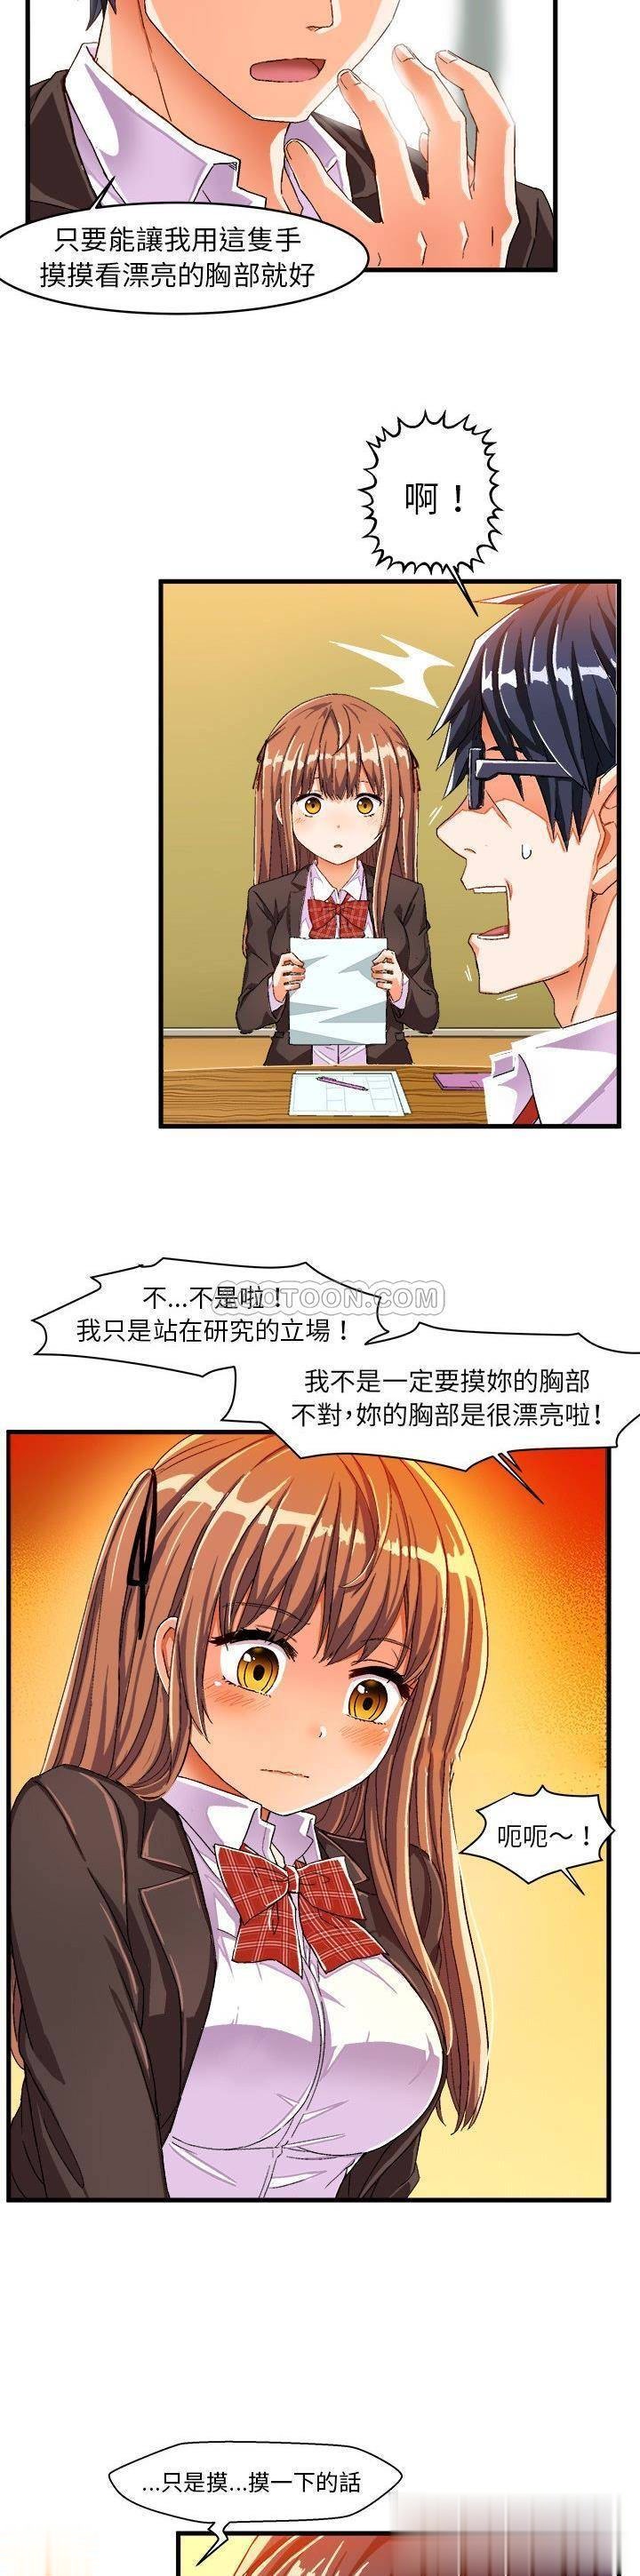 只要能讓我用這隻手
摸摸看漂亮的胸部就好
啊！
不…不是啦！
我只是站在研究的立場！
我不是一定要摸妳的胸部
不對，妳的胸部是很漂亮啦！
呃呃～！
…只是摸…摸一下的話